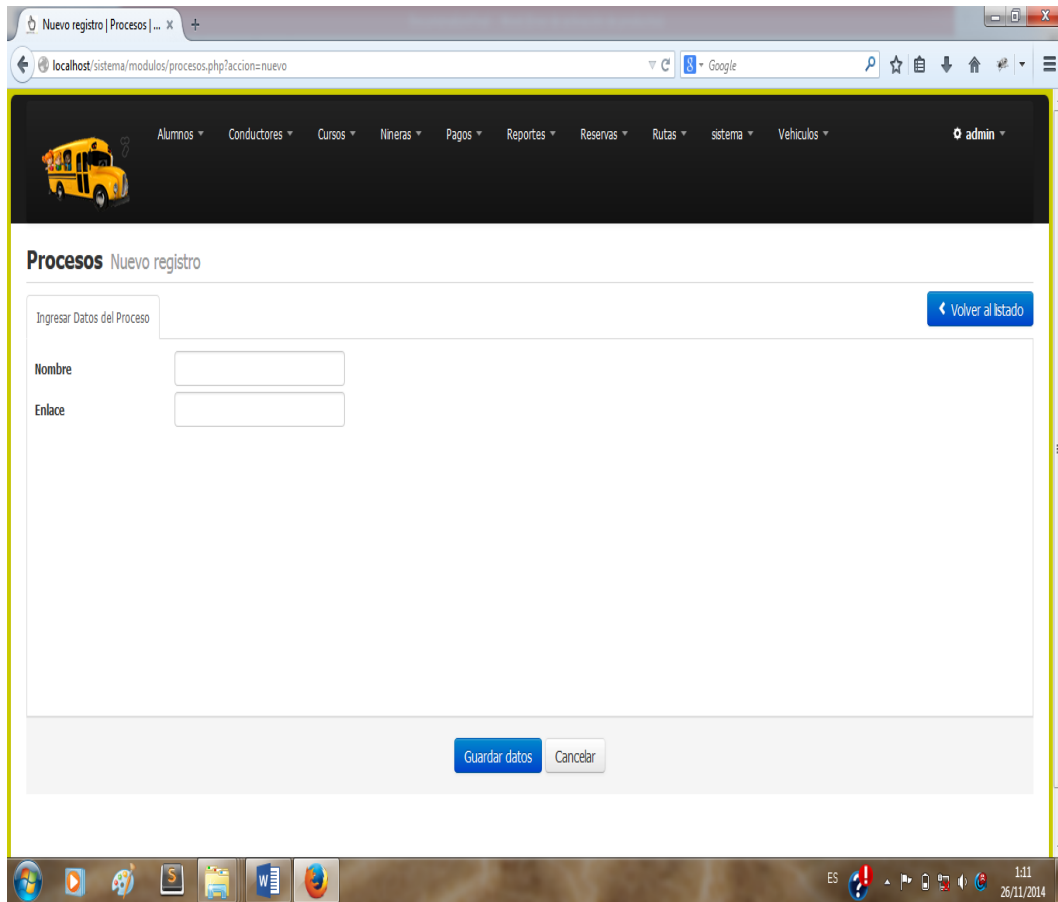 Nuevo registro | Procesos | ... x +
localhost/sistema/modulos/procesos.php?accion=nuevo
8 Google
Alumnos Conductores Cursos Nineras Pagos Reportes Reservas Rutas sistema Vehiculos admin
Procesos Nuevo registro
Ingresar Datos del Proceso
Volver al listado
Nombre
Enlace
Guardar datos Cancelar
S
W
ES
1:11
26/11/2014